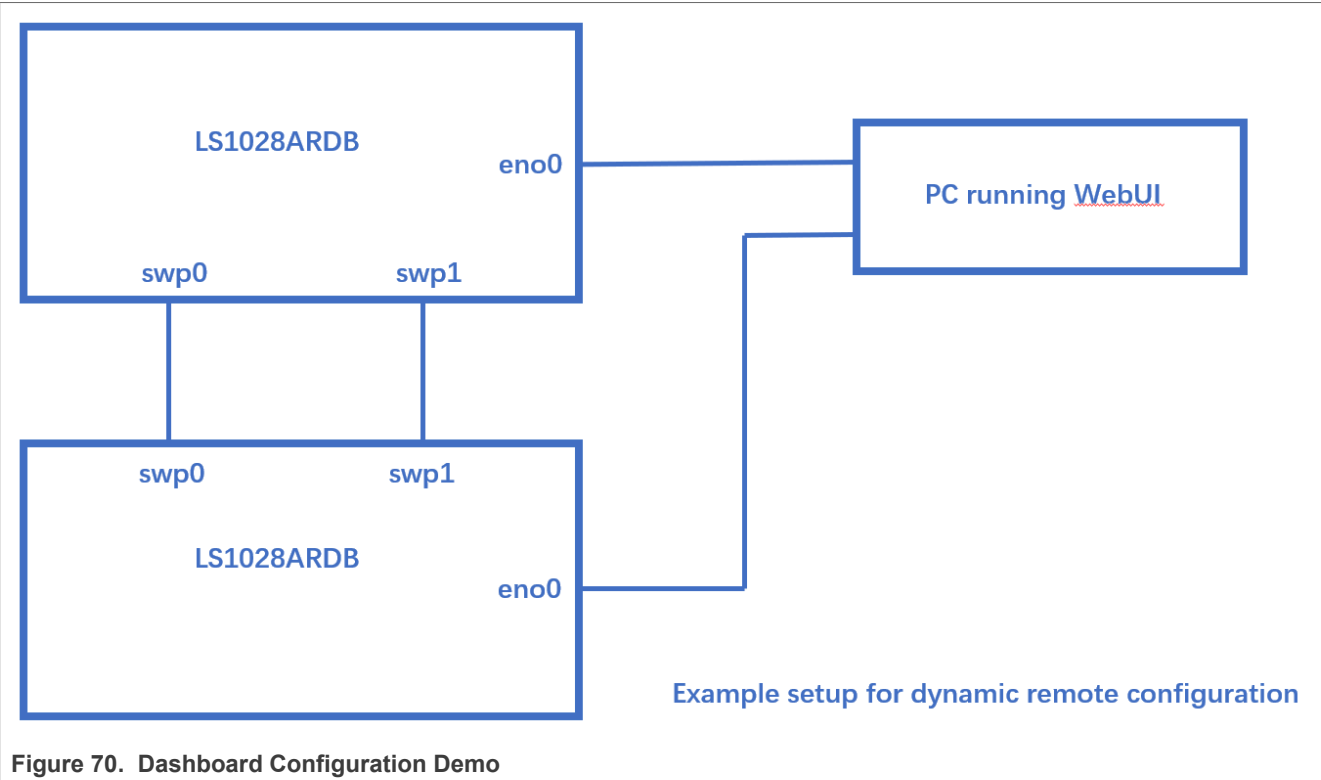 LS1028ARDB
eno0
PC running WebUI
swp0 swp1
swp0 swp1
LS1028ARDB
eno0
Example setup for dynamic remote configuration
Figure 70. Dashboard Configuration Demo